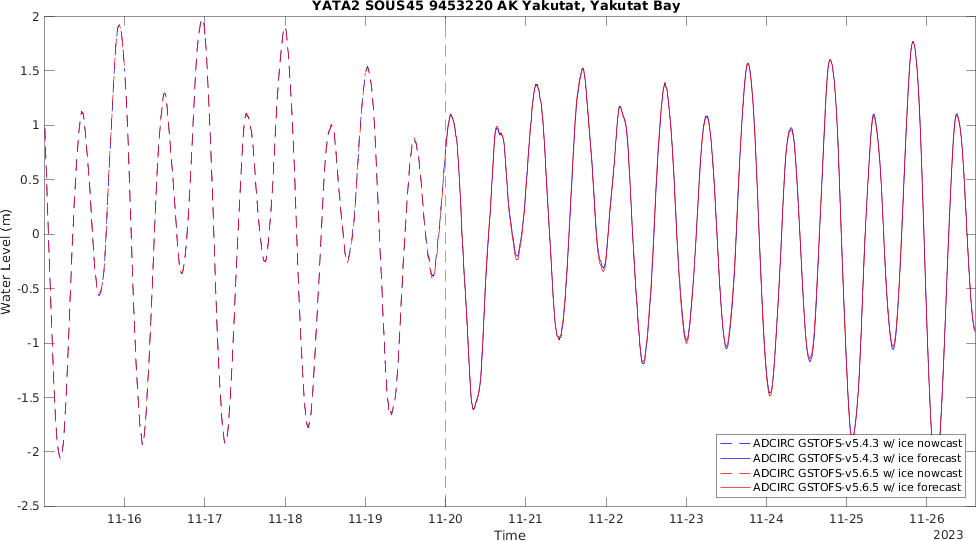 YATA2 SOUS45 9453220 AK Yakutat, Yakutat Bay
2
1.5
1
0.5
0
-0.5
-1
-1.5
-2
-2.5
Water Level (m)
ADCIRC GSTOFS-v5.4.3 w/ ice nowcast
ADCIRC GSTOFS-v5.4.3 w/ ice forecast
ADCIRC GSTOFS-v5.6.5 w/ ice nowcast
ADCIRC GSTOFS-v5.6.5 w/ ice forecast
11-16 11-17 11-18 11-19 11-20 11-21 11-22 11-23 11-24 11-25 11-26
Time
2023